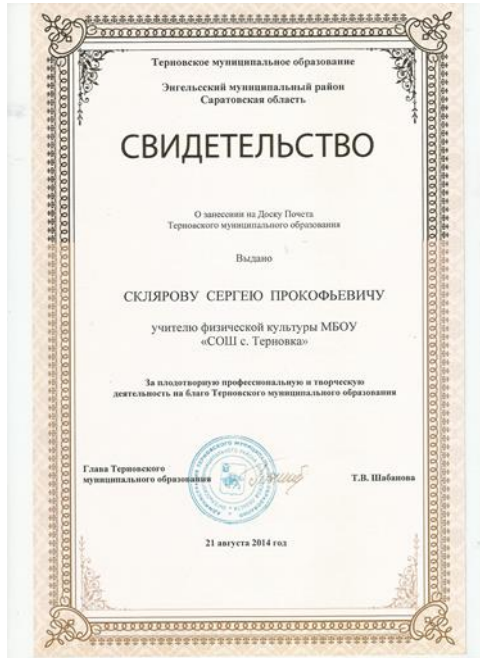 Терновское муниципальное образование
Энгельсский муниципальный район
Саратовская область
СВИДЕТЕЛЬСТВО
О занесении на Доску Почета
Терновского муниципального образования
Выдано
СКЛЯРОВУ СЕРГЕЮ ПРОКОФЬЕВИЧУ
учителю физической культуры МБОУ
«СОШ с. Терновка»
За плодотворную профессиональную и творческую
деятельность на благо Терновского муниципального образования
Глава Терновского
муниципального образования
Т.В. Шабанова
21 августа 2014 год